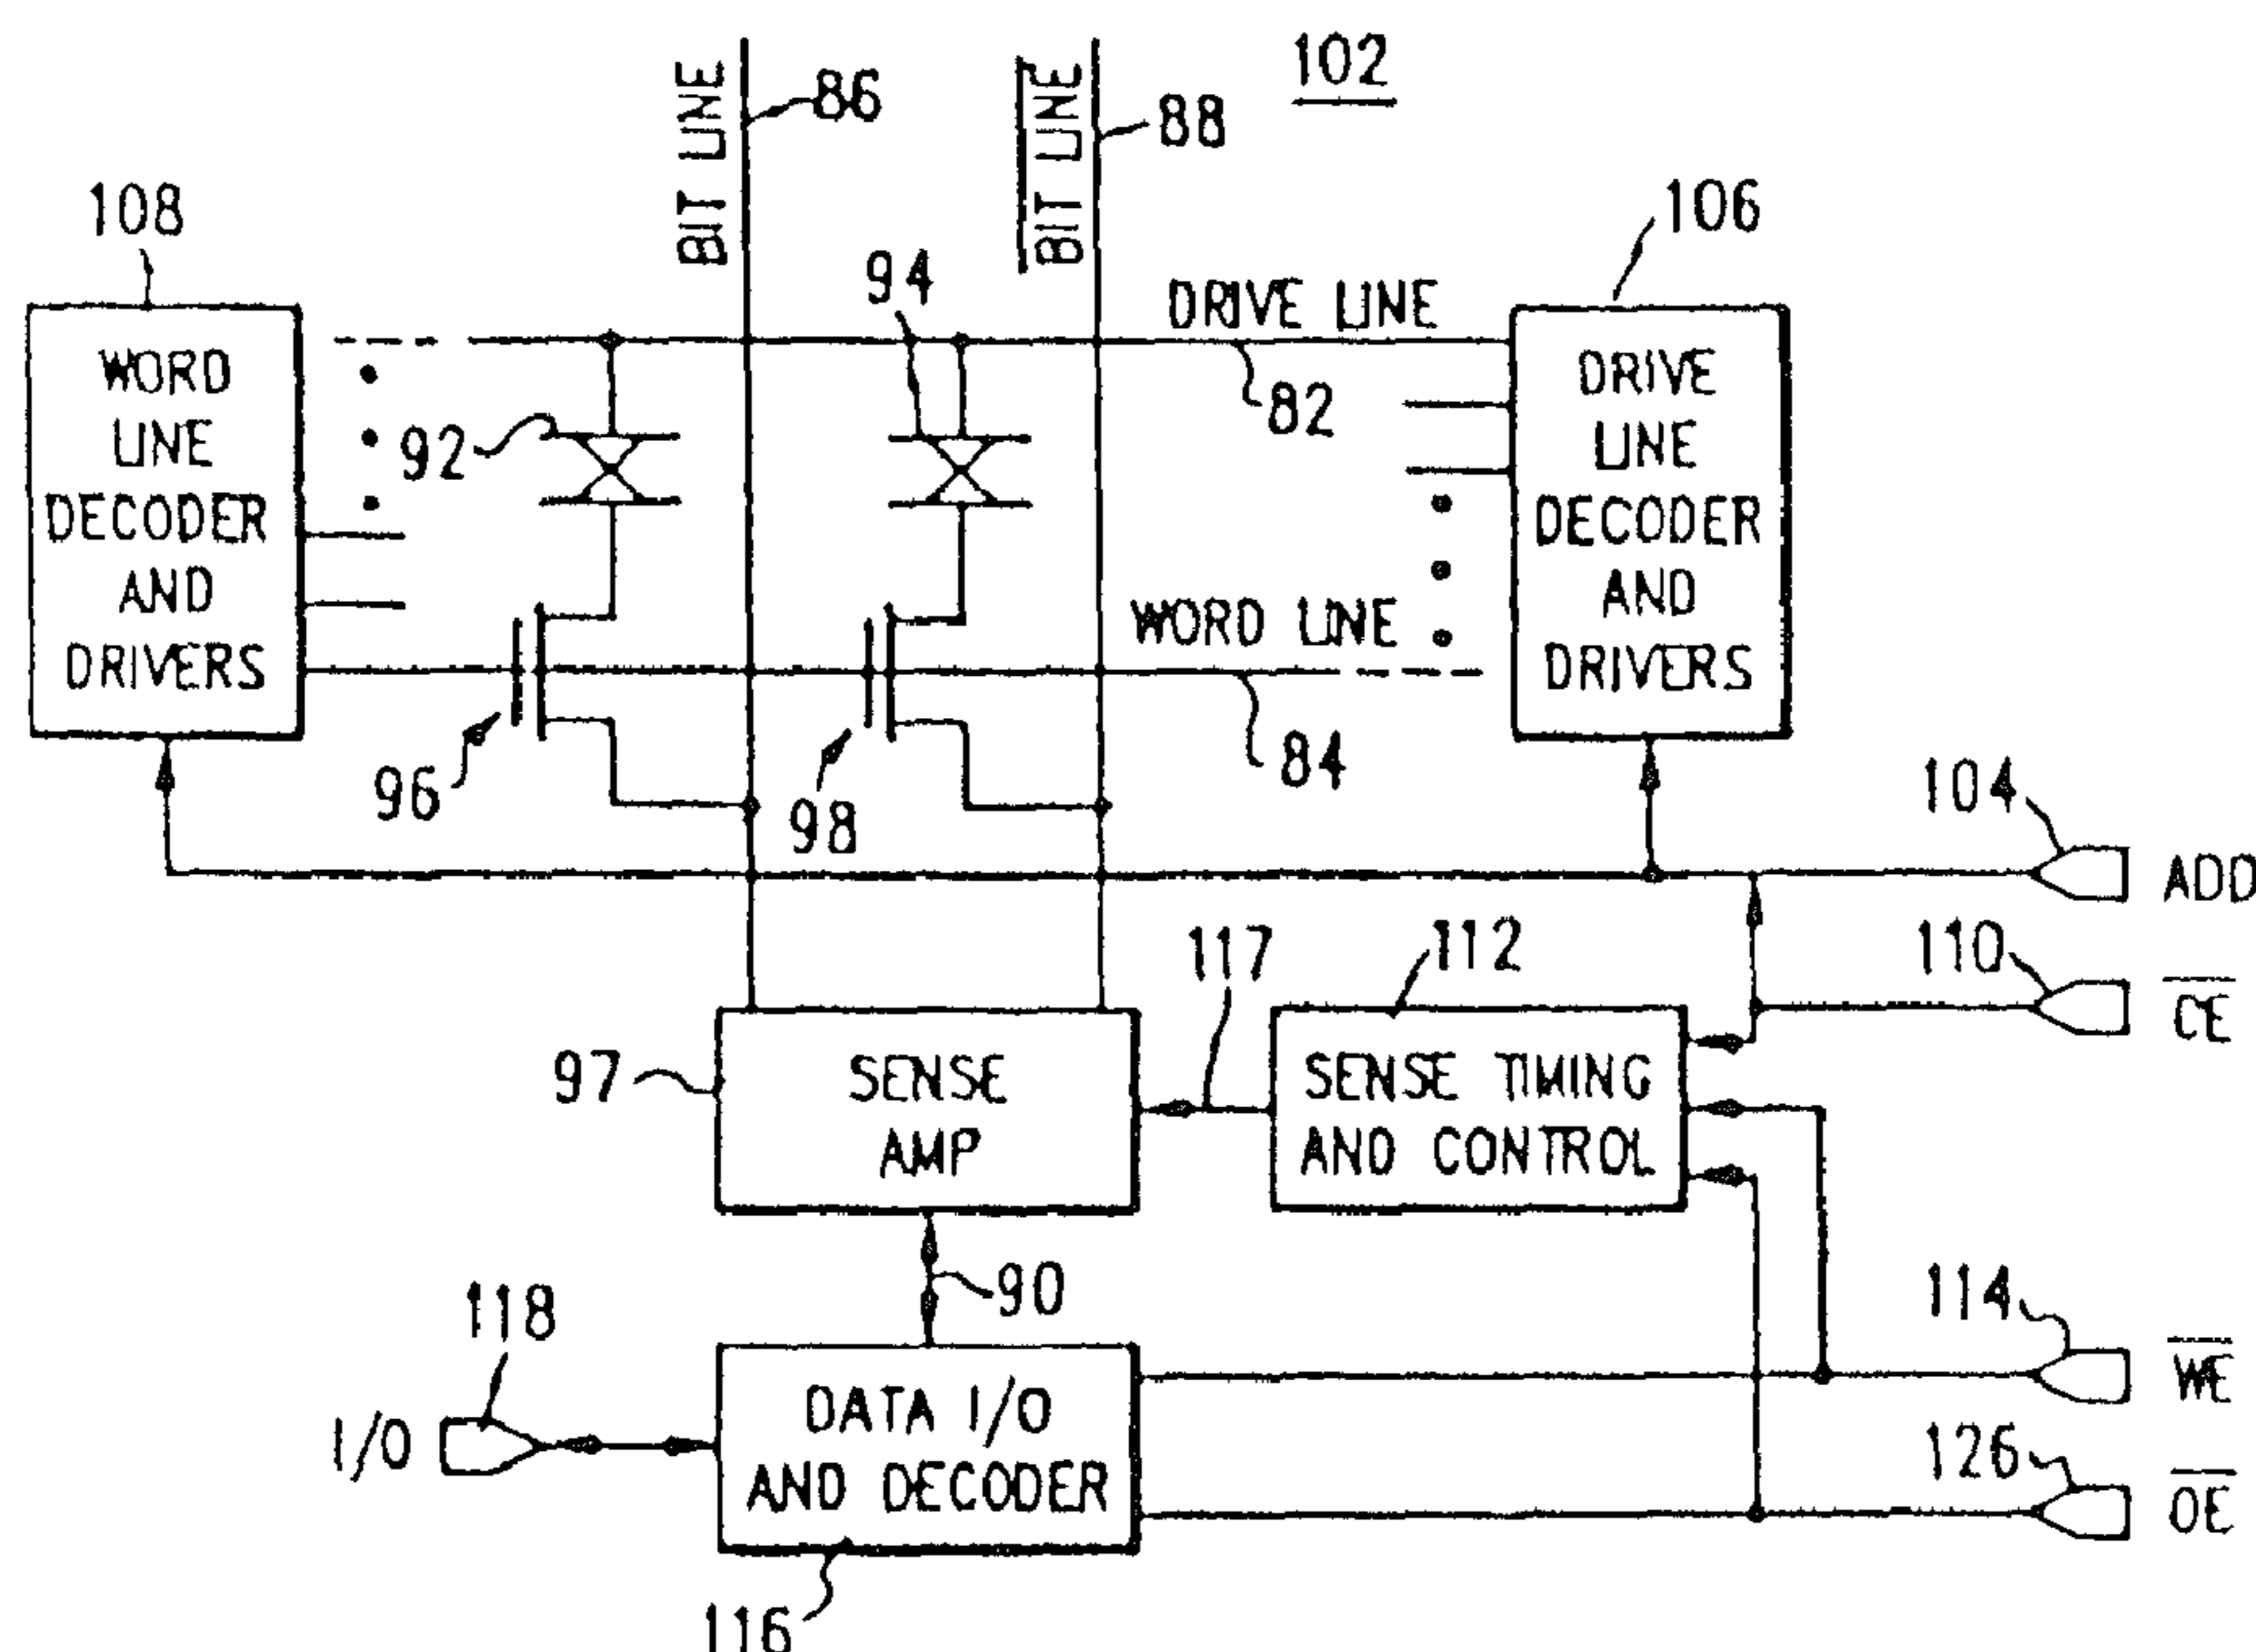 102
BIT LINE
86
BIT LINE
88
108
106
94
DRIVE LINE
82
WORD
LINE
DECODER
AND
DRIVERS
92
DRIVE
LINE
DECODER
AND
DRIVERS
WORD LINE
84
96
98
104
ADD
117
112
110
CE
97
SENSE
AMP
SENSE TIMING
AND CONTROL
90
118
114
WE
I/O
DATA I/O
AND DECODER
126
OE
116